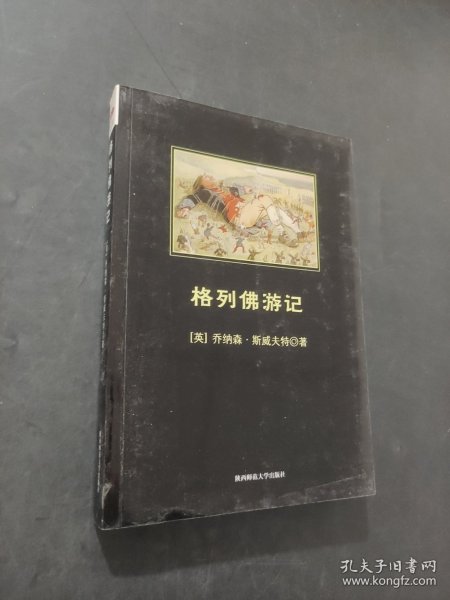 格列佛游记
[英] 乔纳森·斯威夫特◎著
陕西师范大学出版社
孔夫子旧书网
www.kongfz.com